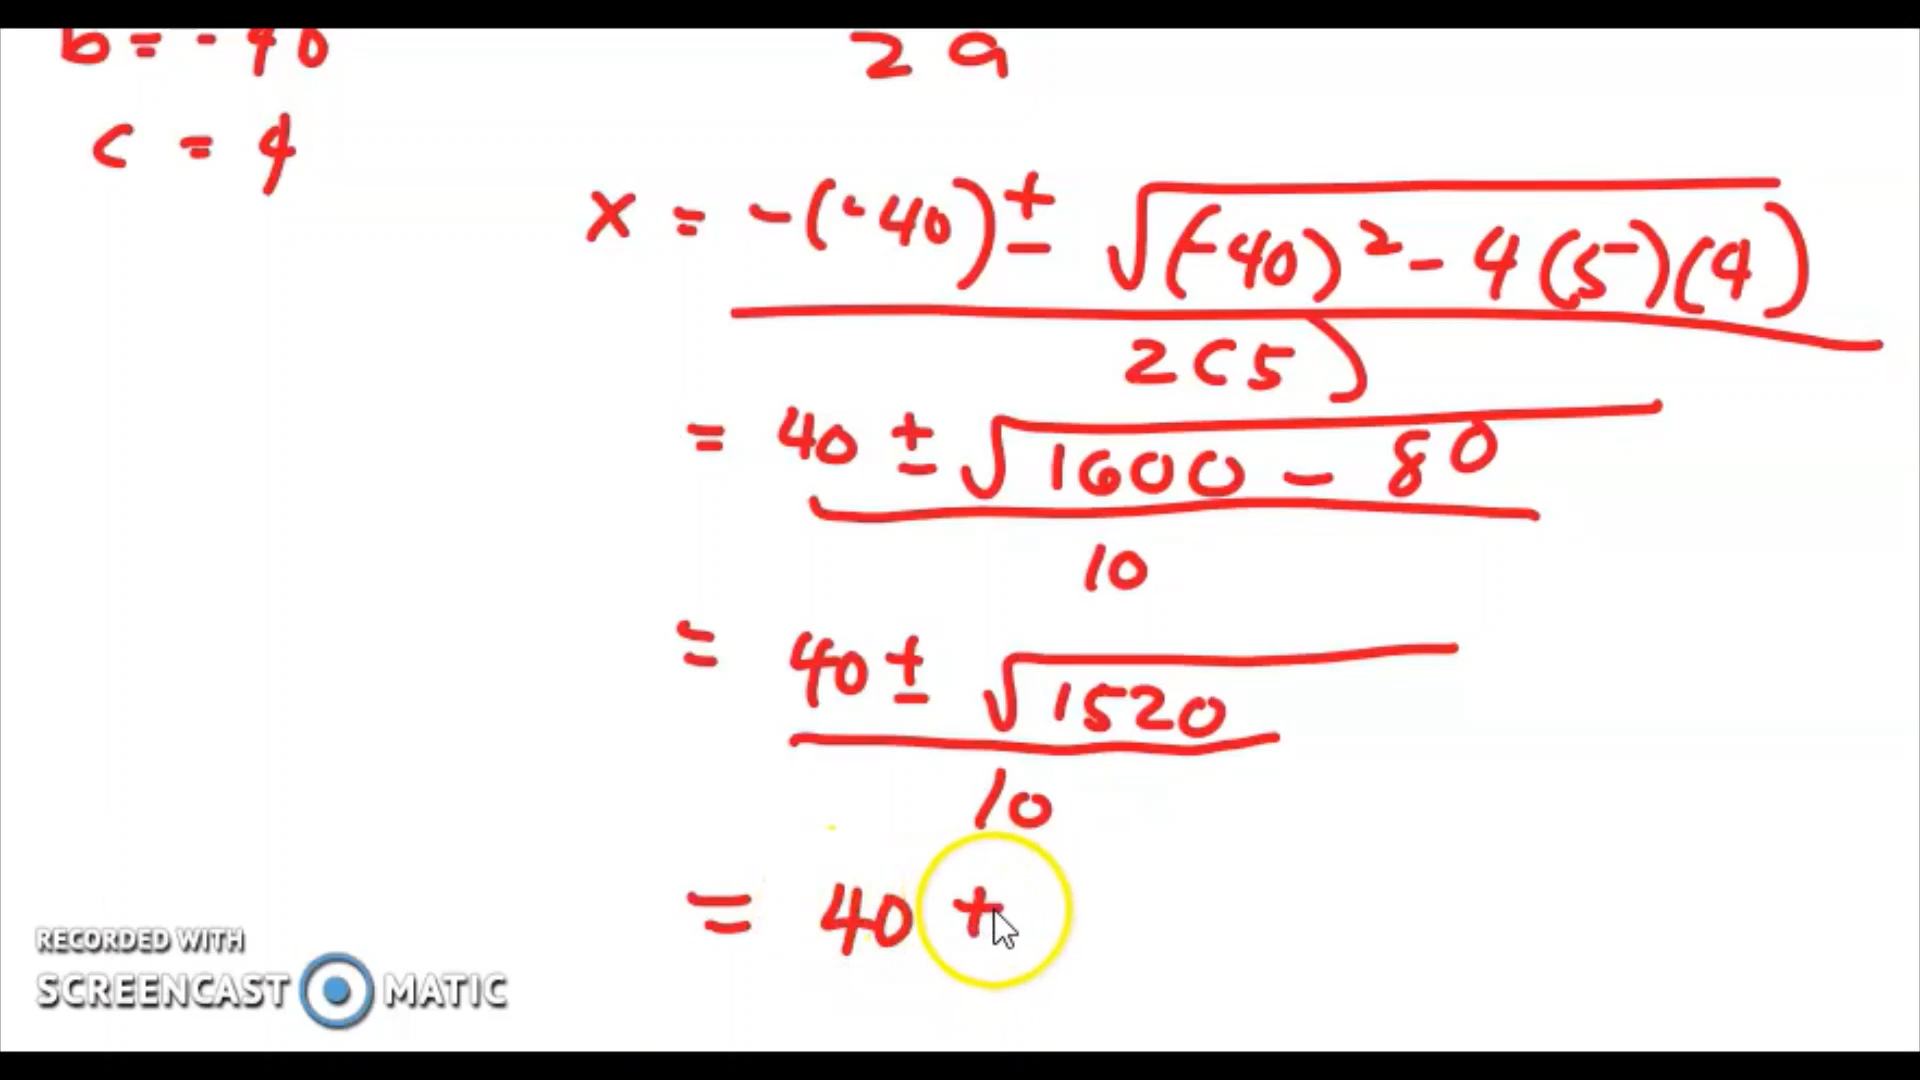 b = - 40
2 a
c = 4
x = -(-40) ± √(-40)² - 4(5)(4)
2(5)
= 40 ± √1600 - 80
10
= 40 ± √1520
10
= 40 +
RECORDED WITH
SCREENCAST MATIC